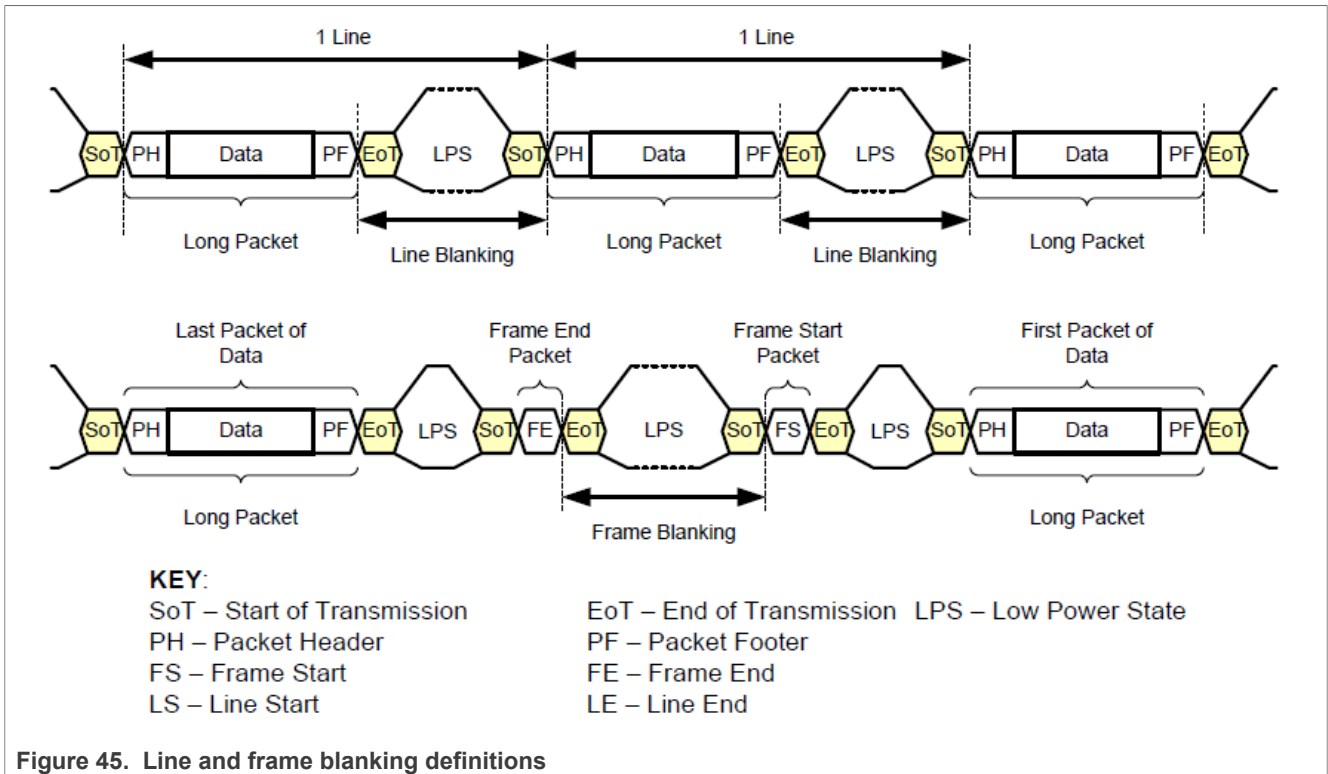 1 Line 1 Line
SoT PH Data PF EoT LPS SoT PH Data PF EoT LPS SoT PH Data PF EoT
Long Packet Long Packet Long Packet
Line Blanking Line Blanking
Last Packet of Data
Frame End Packet
Frame Start Packet
First Packet of Data
SoT PH Data PF EoT LPS SoT FE EoT LPS SoT FS EoT LPS SoT PH Data PF EoT
Long Packet Long Packet
Frame Blanking
KEY:
SoT – Start of Transmission EoT – End of Transmission LPS – Low Power State
PH – Packet Header PF – Packet Footer
FS – Frame Start FE – Frame End
LS – Line Start LE – Line End
Figure 45. Line and frame blanking definitions